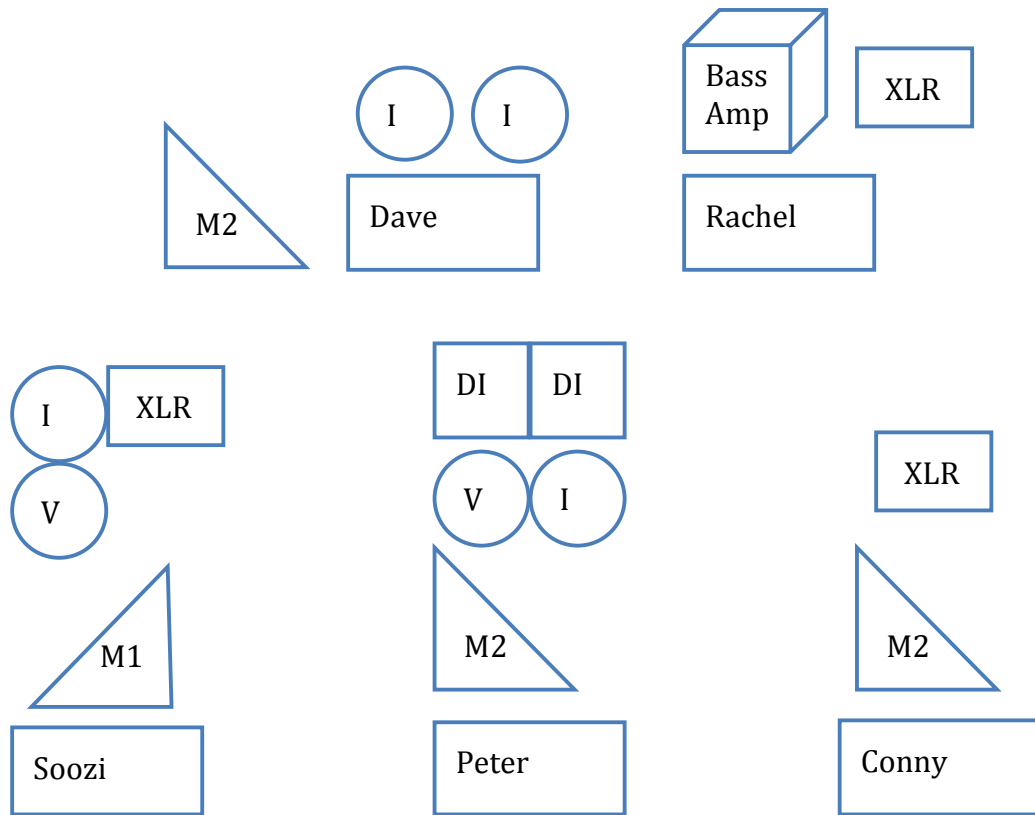 I
I
Bass
Amp
XLR
M2
Dave
Rachel
I
XLR
DI
DI
XLR
V
V
I
M1
M2
M2
Soozi
Peter
Conny